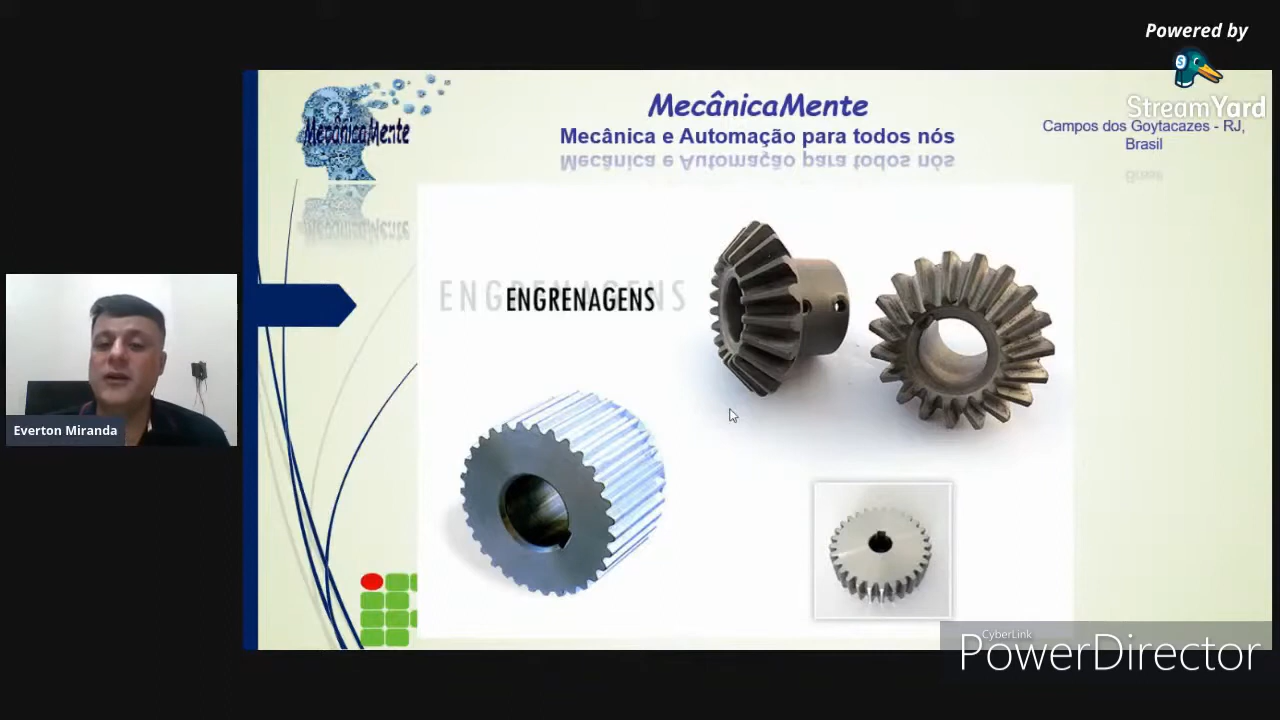 Powered by
StreamYard
MecânicaMente
MecânicaMente
Mecânica e Automação para todos nós
Campos dos Goytacazes - RJ,
Brasil
ENGRENAGENS
Everton Miranda
CyberLink
PowerDirector